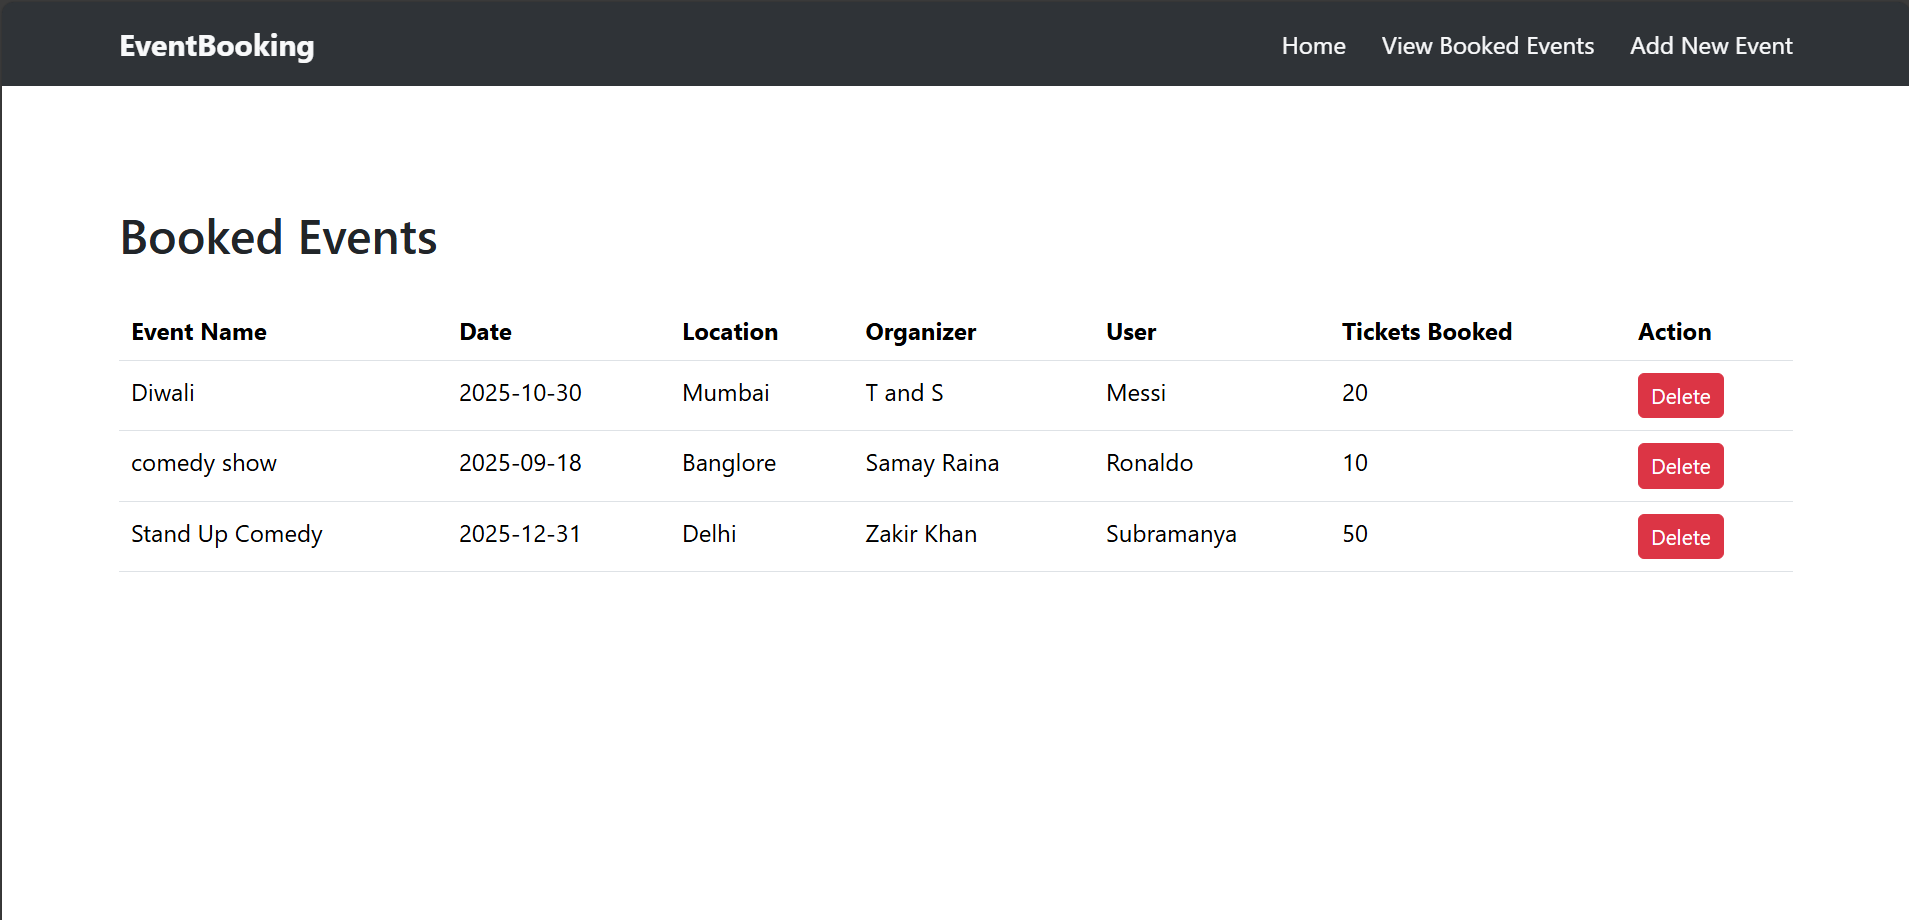 EventBooking Home View Booked Events Add New Event
Booked Events
Event Name Date Location Organizer User Tickets Booked Action
Diwali 2025-10-30 Mumbai T and S Messi 20 Delete
comedy show 2025-09-18 Banglore Samay Raina Ronaldo 10 Delete
Stand Up Comedy 2025-12-31 Delhi Zakir Khan Subramanya 50 Delete